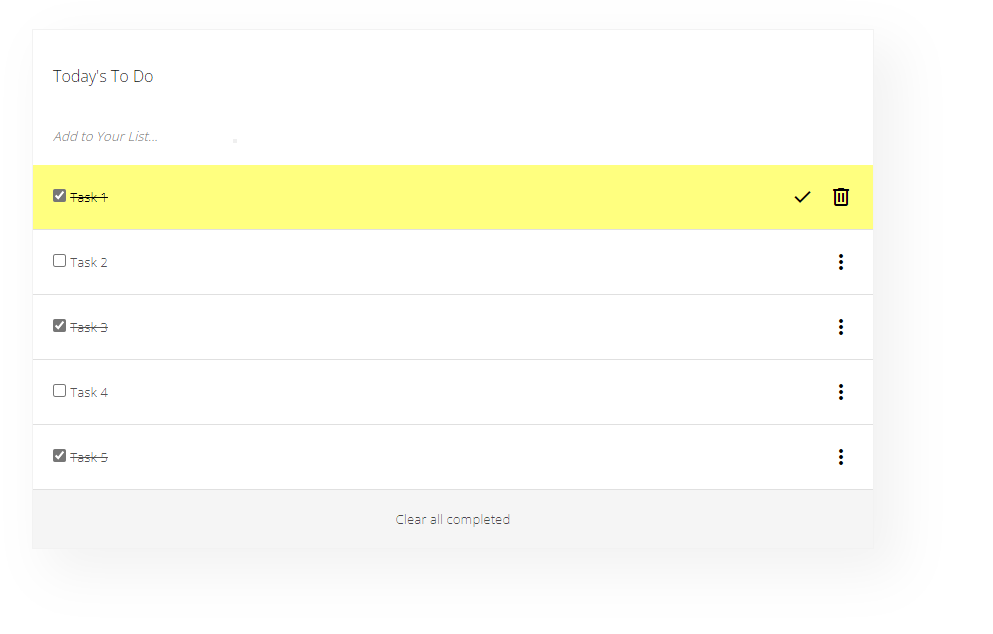 Today's To Do
Add to Your List...
Task 1
Task 2
Task 3
Task 4
Task 5
Clear all completed